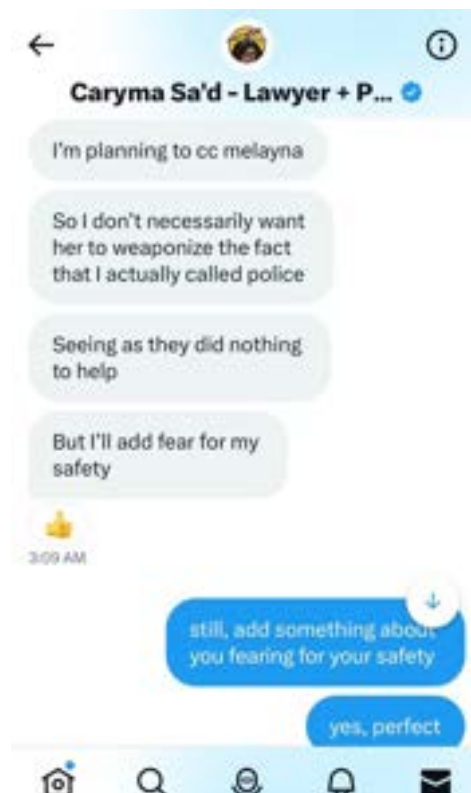 Caryma Sa'd - Lawyer + P...
I'm planning to cc melayna
So I don't necessarily want
her to weaponize the fact
that I actually called police
Seeing as they did nothing
to help
But I'll add fear for my
safety
👍
3:09 AM
still, add something about
you fearing for your safety
yes, perfect